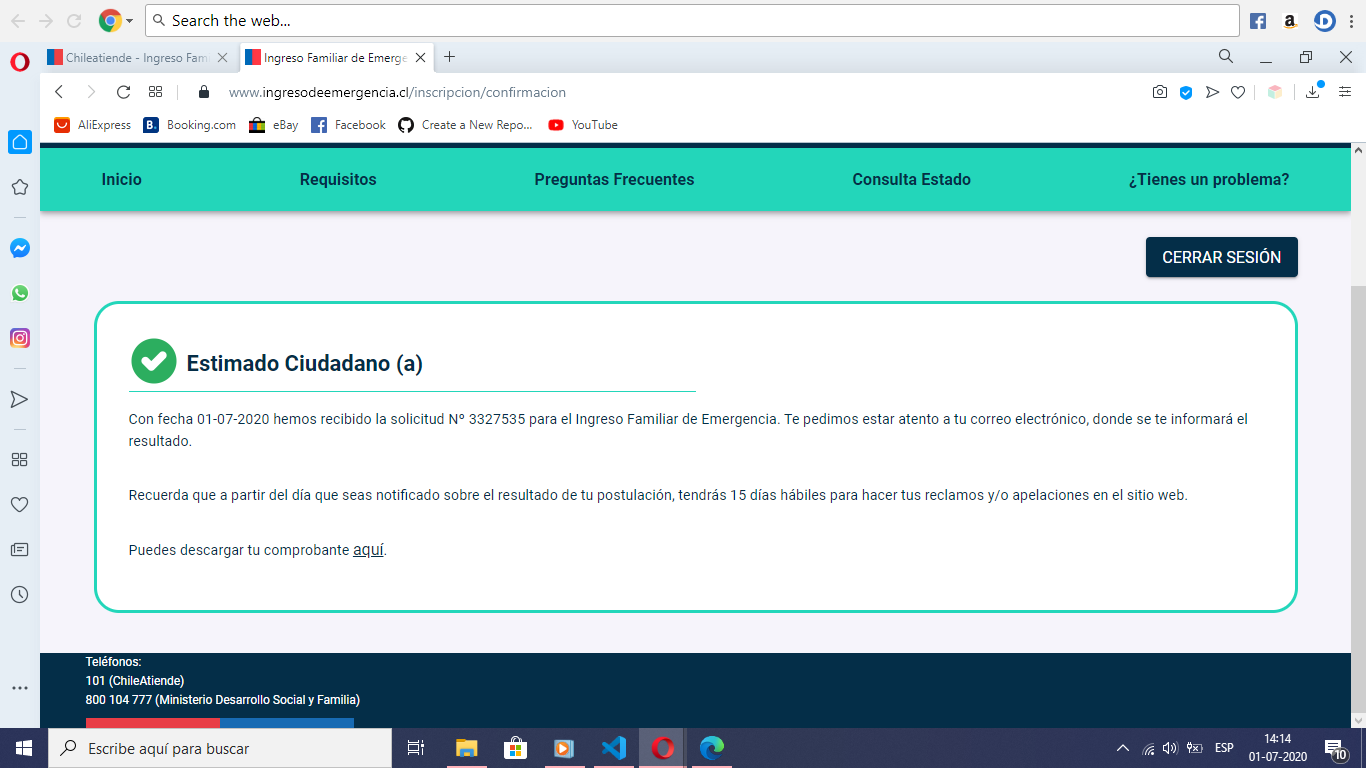 Search the web...
Chileatiende - Ingreso Fam
Ingreso Familiar de Emerge
www.ingresodeemergencia.cl/inscripcion/confirmacion
AliExpress
B. Booking.com
eBay
Facebook
Create a New Repo...
YouTube
Inicio
Requisitos
Preguntas Frecuentes
Consulta Estado
¿Tienes un problema?
CERRAR SESIÓN
Estimado Ciudadano (a)
Con fecha 01-07-2020 hemos recibido la solicitud Nº 3327535 para el Ingreso Familiar de Emergencia. Te pedimos estar atento a tu correo electrónico, donde se te informará el
resultado.
Recuerda que a partir del día que seas notificado sobre el resultado de tu postulación, tendrás 15 días hábiles para hacer tus reclamos y/o apelaciones en el sitio web.
Puedes descargar tu comprobante aquí.
Teléfonos:
101 (ChileAtiende)
800 104 777 (Ministerio Desarrollo Social y Familia)
Escribe aquí para buscar
ESP
14:14
01-07-2020
10